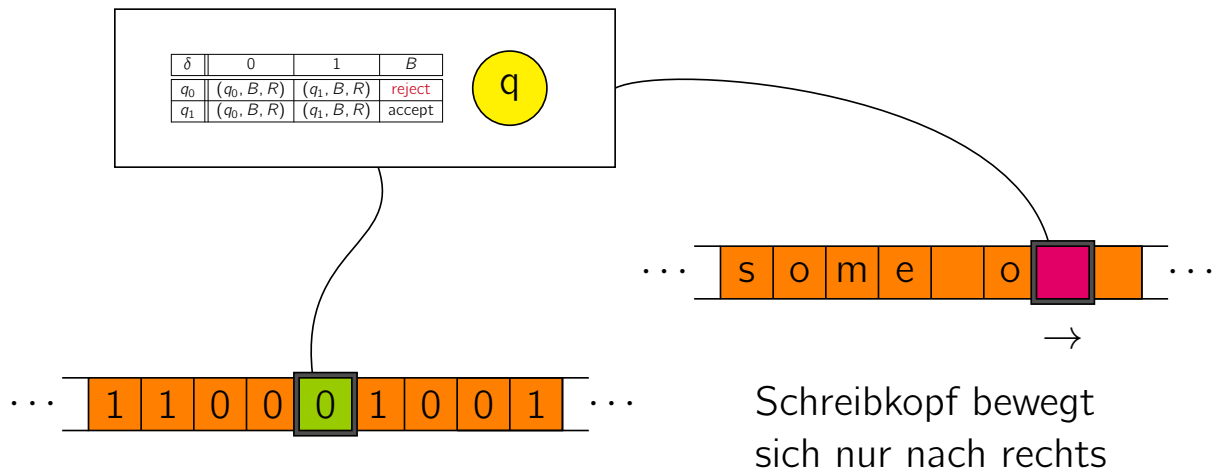 δ 0 1 B
q₀ (q₀, B, R) (q₁, B, R) reject
q₁ (q₀, B, R) (q₁, B, R) accept
q
··· s o m e o ···
→
··· 1 1 0 0 0 1 0 0 1 ···
Schreibkopf bewegt
sich nur nach rechts